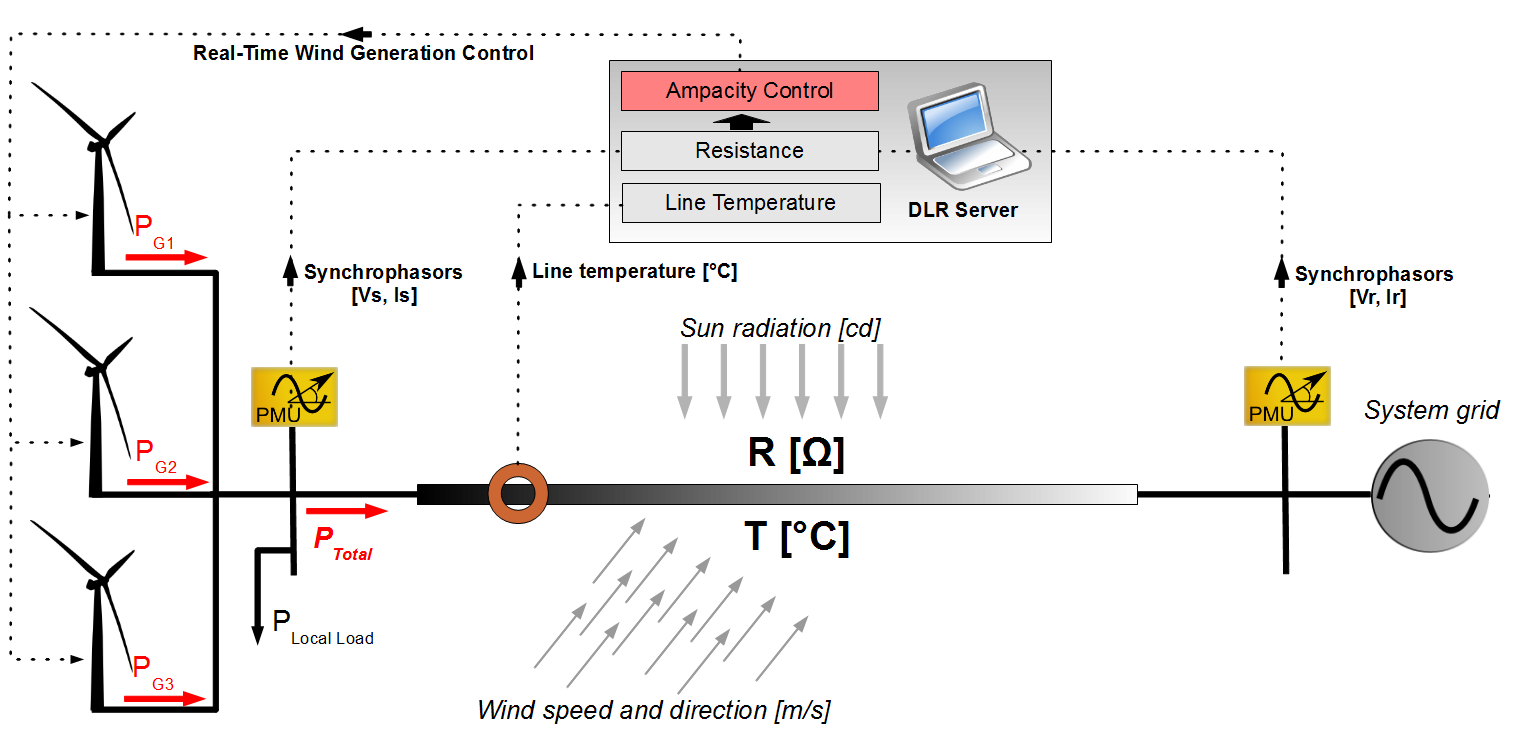 Real-Time Wind Generation Control
Ampacity Control
Resistance
Line Temperature
DLR Server
P G1
Synchrophasors
[Vs, Is]
Line temperature [°C]
Synchrophasors
[Vr, Ir]
Sun radiation [cd]
PMU
PMU
System grid
R [Ω]
P G2
P Total
T [°C]
P Local Load
P G3
Wind speed and direction [m/s]